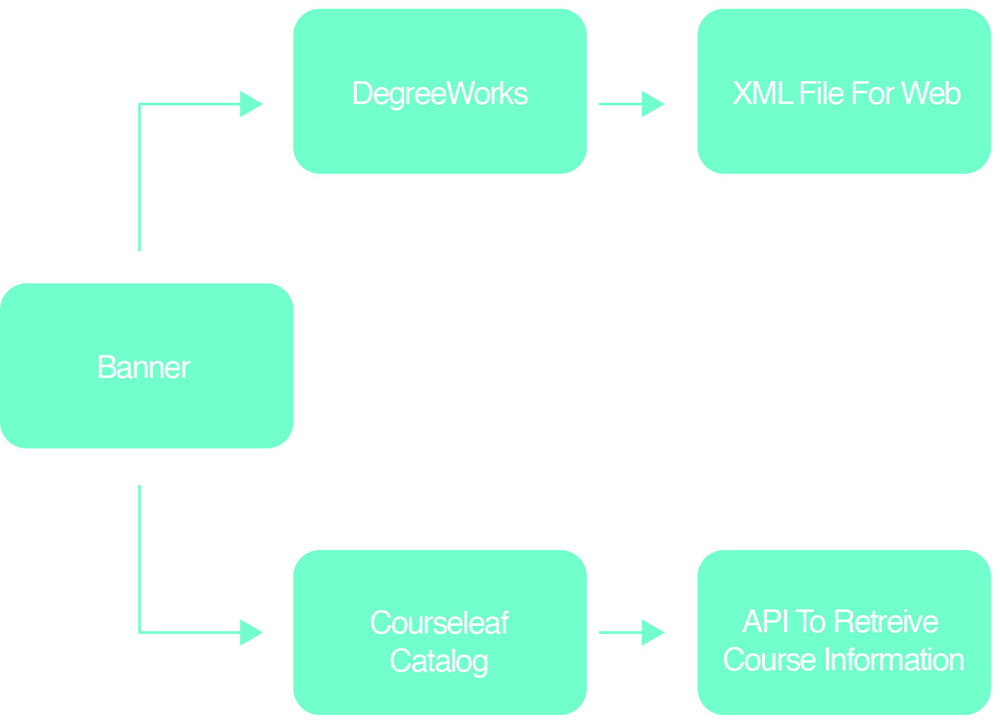 DegreeWorks
XML File For Web
Banner
Courseleaf
Catalog
API To Retreive
Course Information